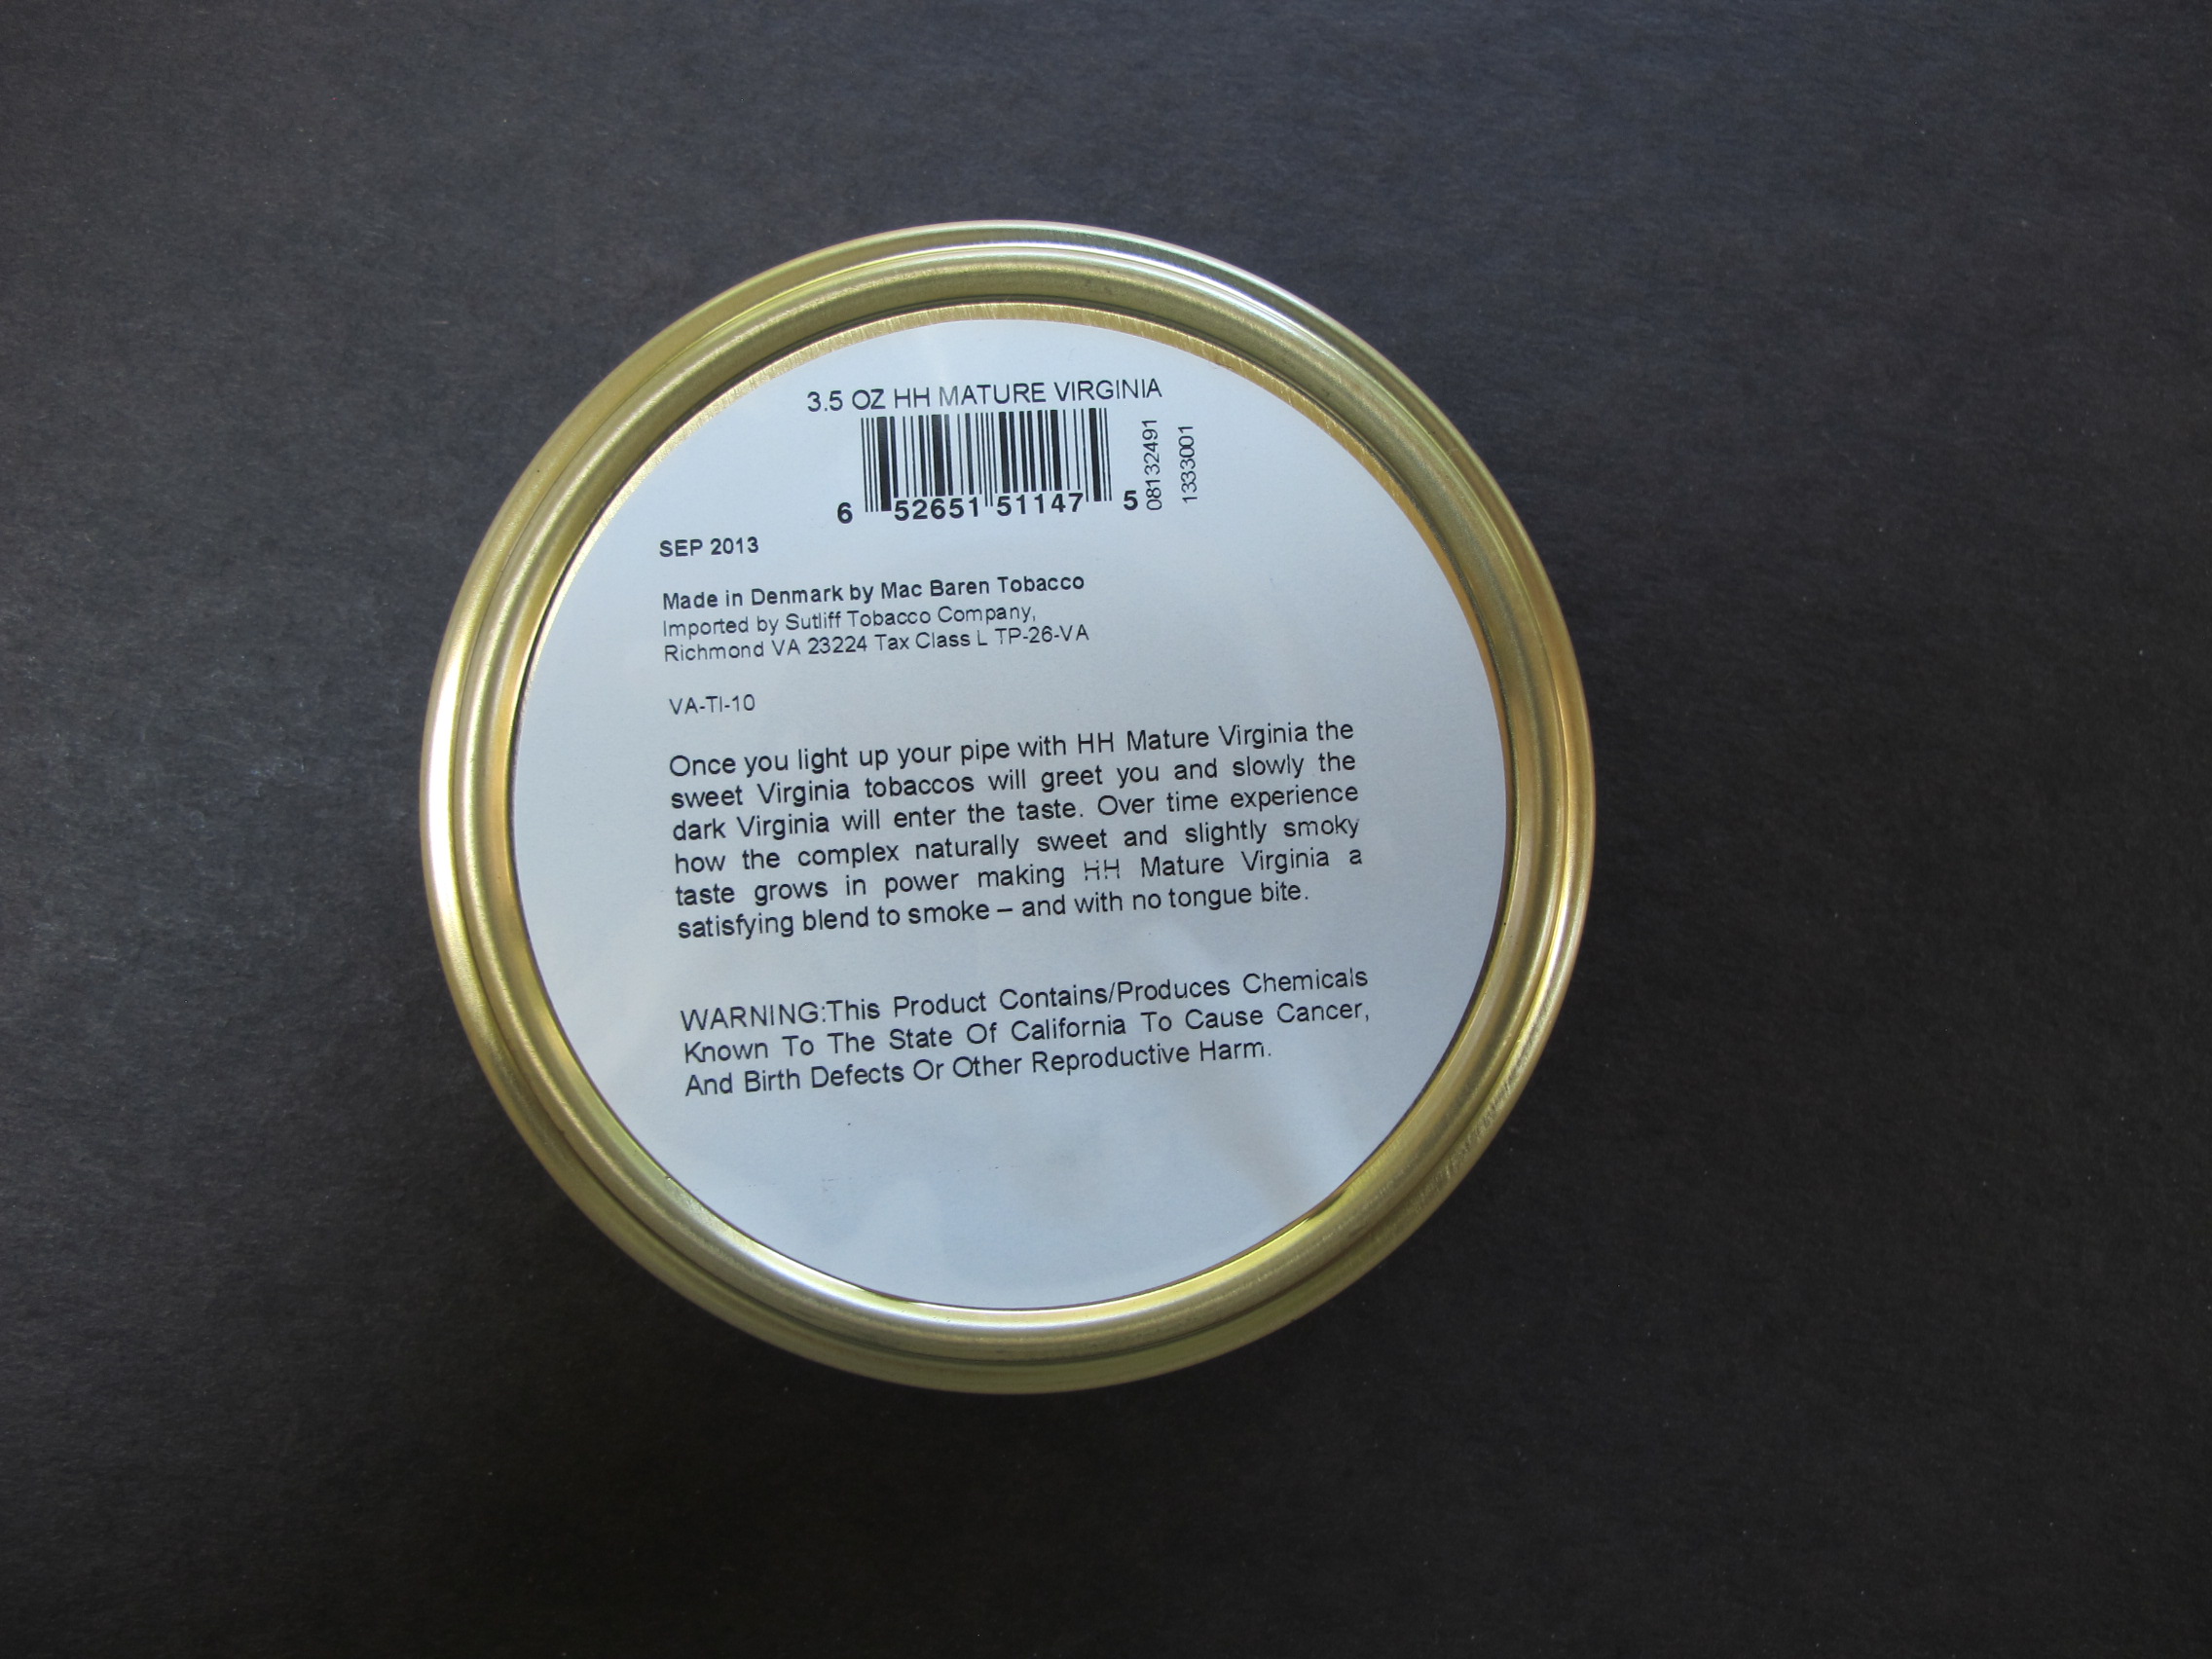 3.5 OZ HH MATURE VIRGINIA
6 52651 51147 5
08132491
1333001
SEP 2013
Made in Denmark by Mac Baren Tobacco
Imported by Sutliff Tobacco Company,
Richmond VA 23224 Tax Class L TP-26-VA
VA-TI-10
Once you light up your pipe with HH Mature Virginia the
sweet Virginia tobaccos will greet you and slowly the
dark Virginia will enter the taste. Over time experience
how the complex naturally sweet and slightly smoky
taste grows in power making HH Mature Virginia a
satisfying blend to smoke – and with no tongue bite.
WARNING:This Product Contains/Produces Chemicals
Known To The State Of California To Cause Cancer,
And Birth Defects Or Other Reproductive Harm.